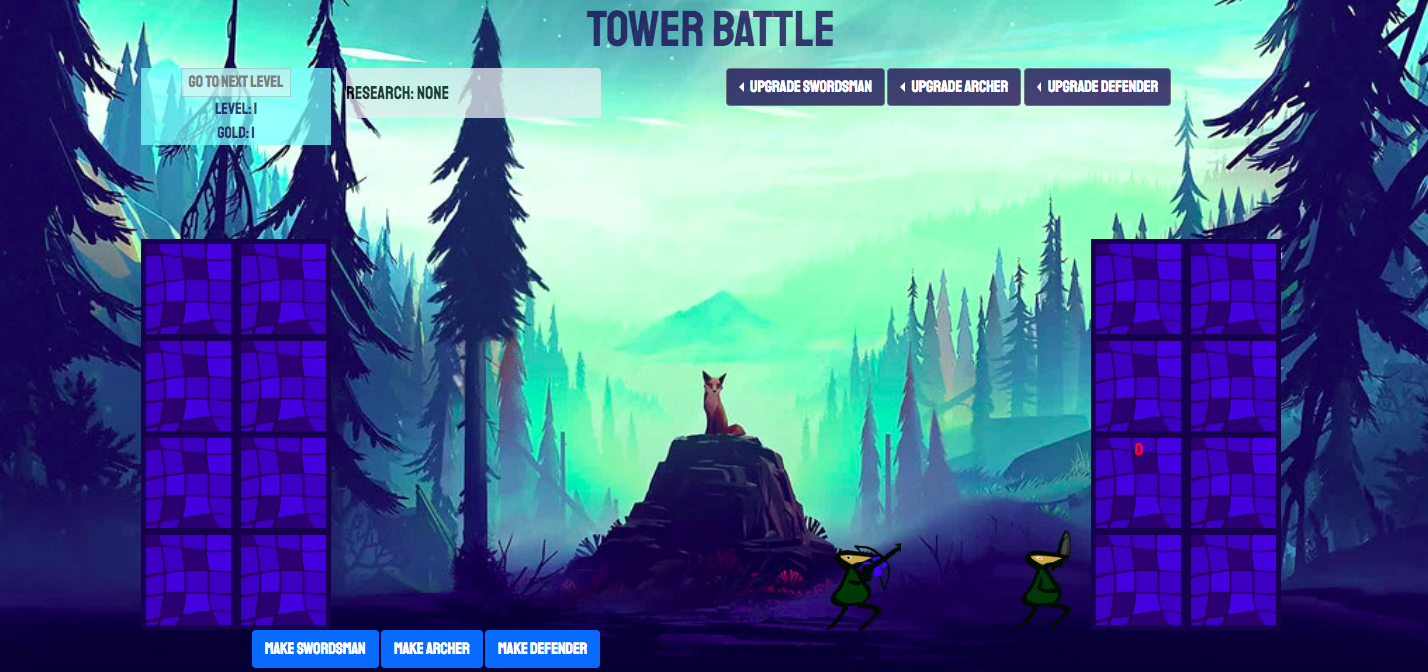 TOWER BATTLE
GO TO NEXT LEVEL
LEVEL: 1
GOLD: 1
RESEARCH: NONE
UPGRADE SWORDSMAN
UPGRADE ARCHER
UPGRADE DEFENDER
0
MAKE SWORDSMAN
MAKE ARCHER
MAKE DEFENDER